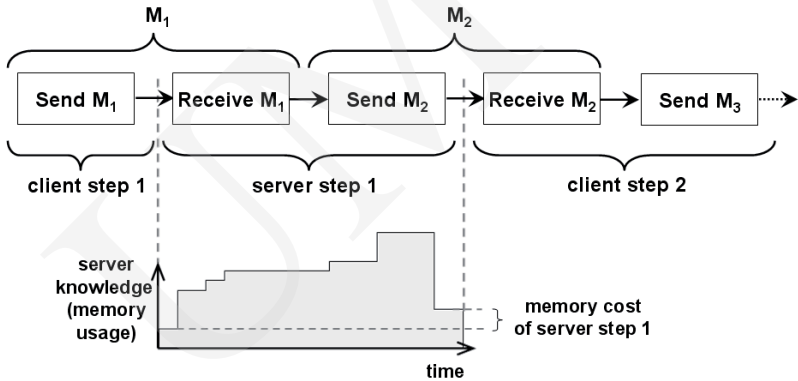 M₁ M₂
Send M₁ Receive M₁ Send M₂ Receive M₂ Send M₃
client step 1 server step 1 client step 2
server
knowledge
(memory
usage)
memory cost
of server step 1
time
UM